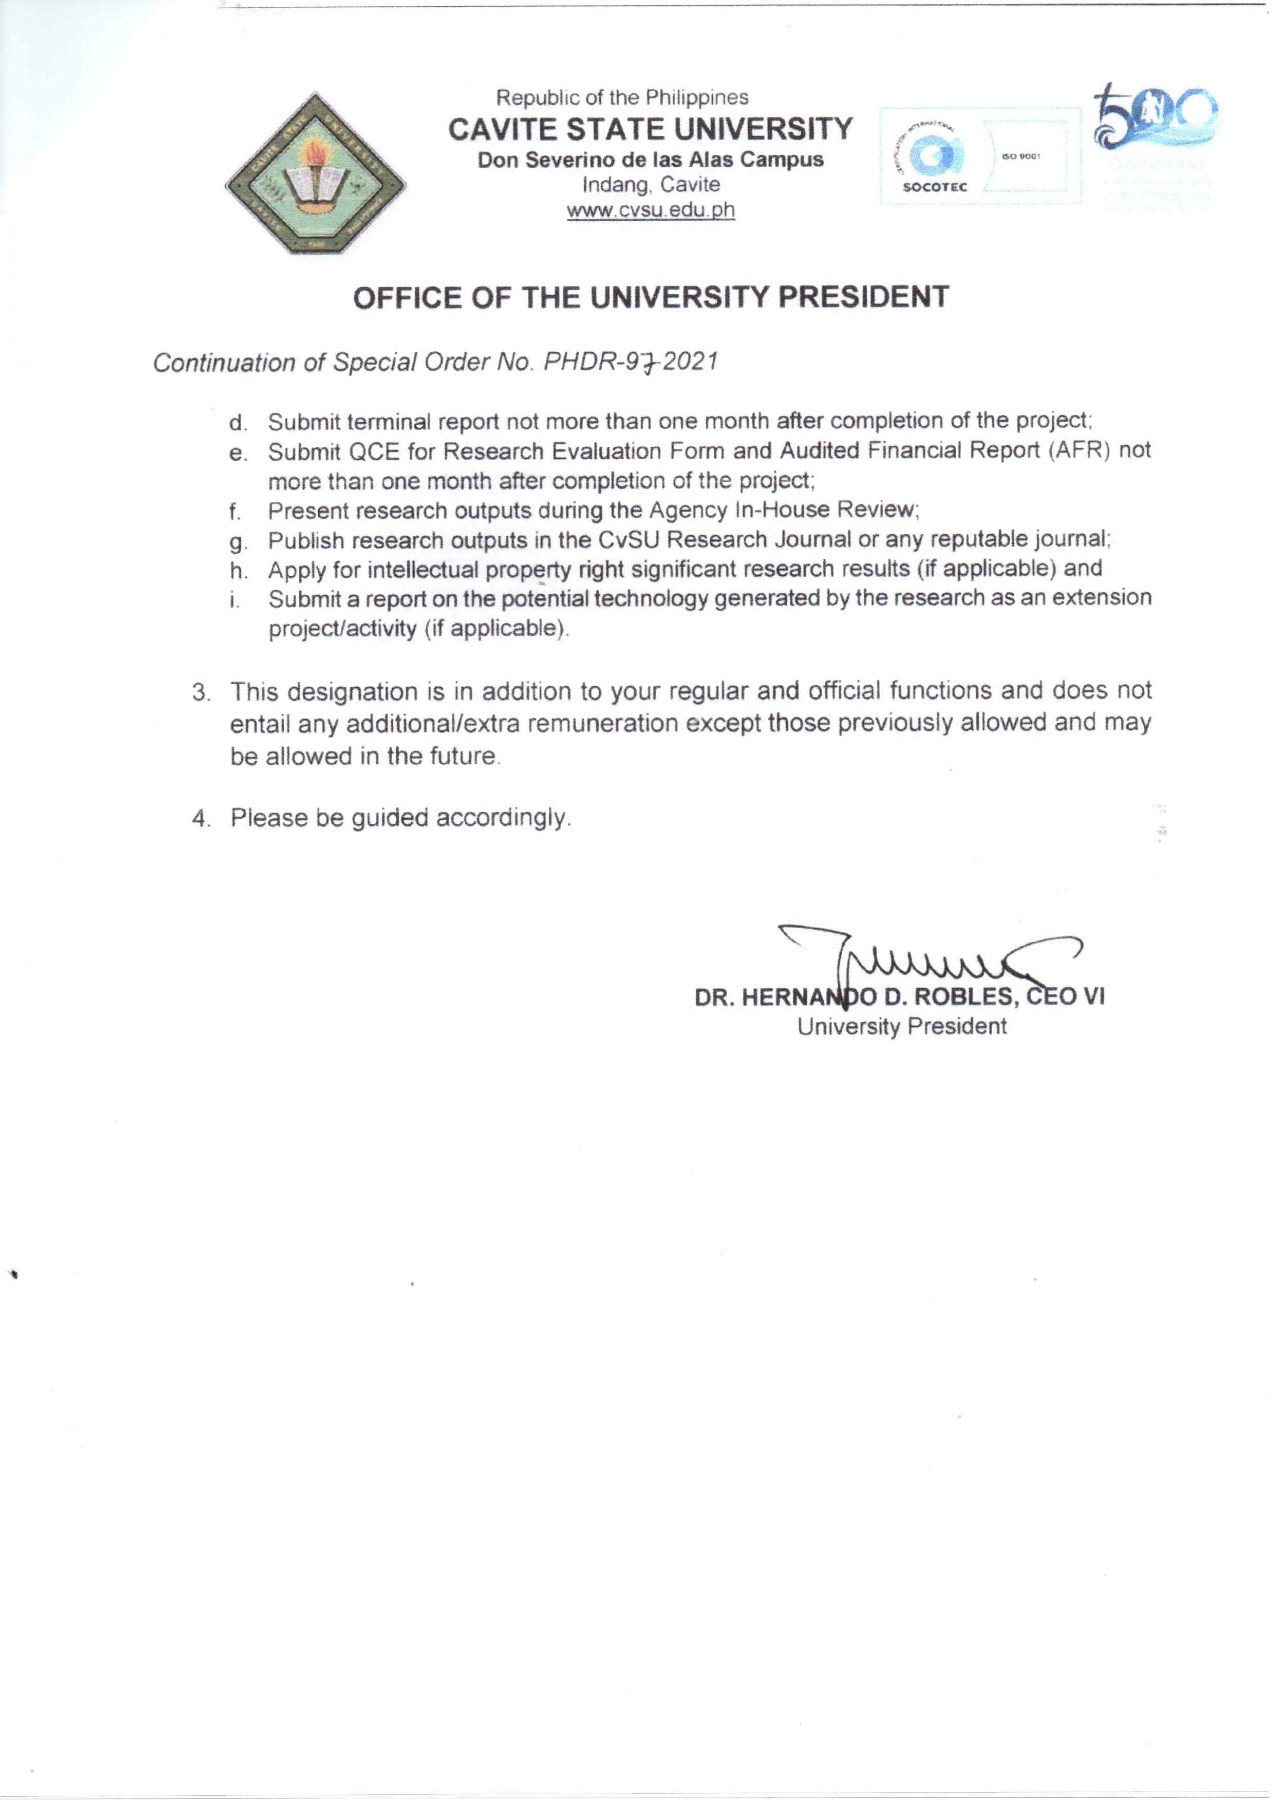 Republic of the Philippines
CAVITE STATE UNIVERSITY
Don Severino de las Alas Campus
Indang, Cavite
www.cvsu.edu.ph
CAVITE STATE UNIVERSITY
CAVITE PHILIPPINES
1906
CERTIFICATION INTERNATIONAL
SOCOTEC
ISO 9001
500
OFFICE OF THE UNIVERSITY PRESIDENT
Continuation of Special Order No. PHDR-97-2021
d. Submit terminal report not more than one month after completion of the project;
e. Submit QCE for Research Evaluation Form and Audited Financial Report (AFR) not
more than one month after completion of the project;
f. Present research outputs during the Agency In-House Review;
g. Publish research outputs in the CvSU Research Journal or any reputable journal;
h. Apply for intellectual property right significant research results (if applicable) and
i. Submit a report on the potential technology generated by the research as an extension
project/activity (if applicable).
3. This designation is in addition to your regular and official functions and does not
entail any additional/extra remuneration except those previously allowed and may
be allowed in the future.
4. Please be guided accordingly.
DR. HERNANDO D. ROBLES, CEO VI
University President